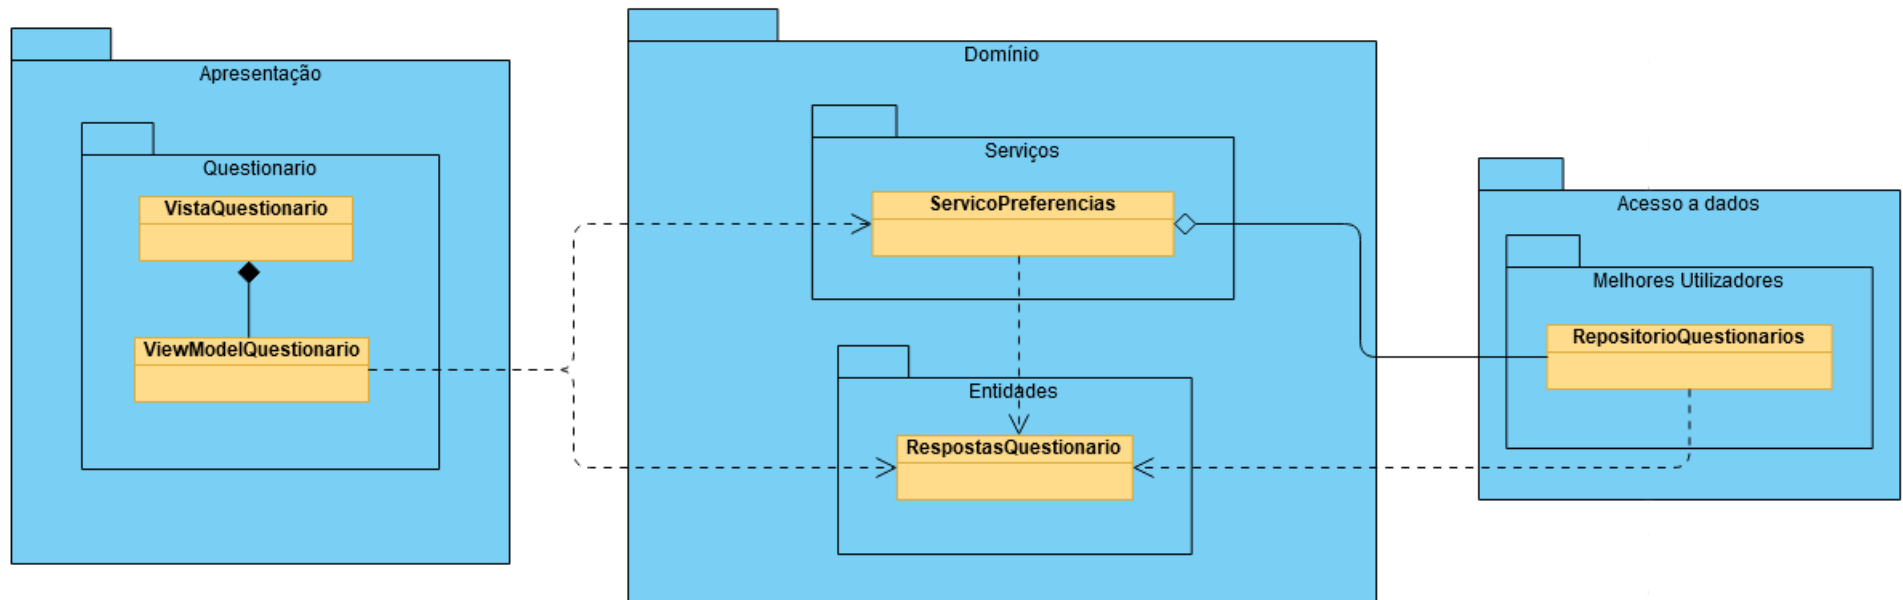 Apresentação
Questionario
VistaQuestionario
ViewModelQuestionario
Domínio
Serviços
ServicoPreferencias
Entidades
RespostasQuestionario
Acesso a dados
Melhores Utilizadores
RepositorioQuestionarios